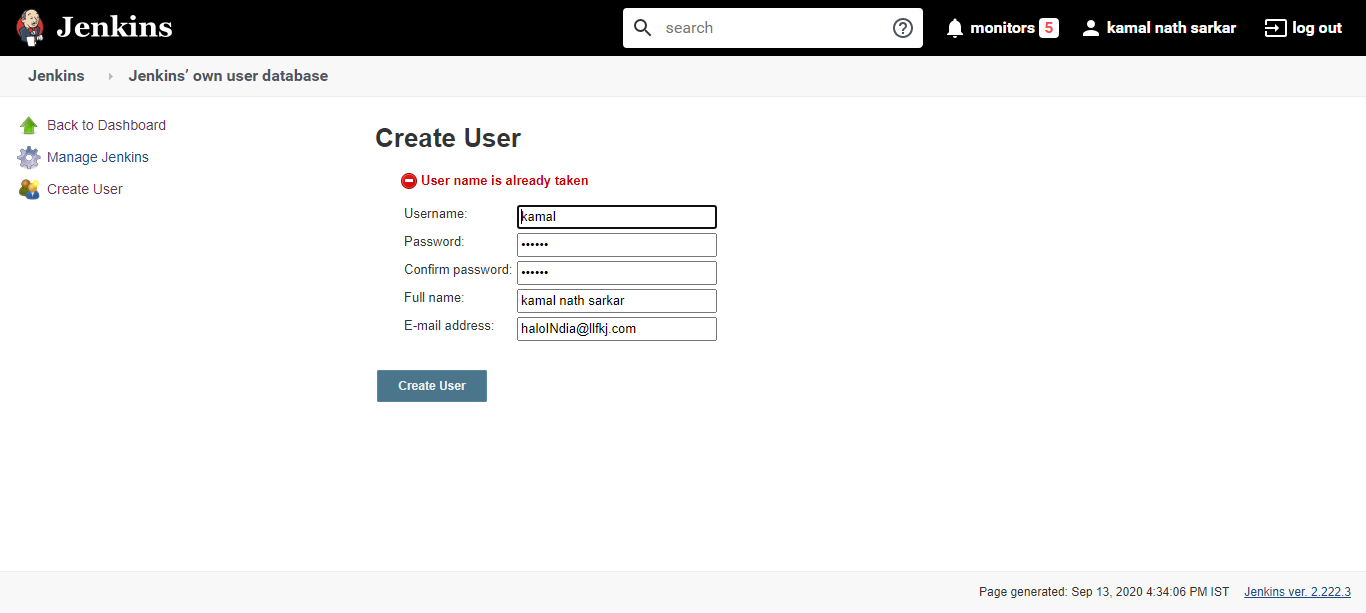 Jenkins
search
monitors 5
kamal nath sarkar
log out
Jenkins
Jenkins’ own user database
Back to Dashboard
Manage Jenkins
Create User
Create User
User name is already taken
Username: kamal
Password: ••••••
Confirm password: ••••••
Full name: kamal nath sarkar
E-mail address: haloINdia@llfkj.com
Create User
Page generated: Sep 13, 2020 4:34:06 PM IST Jenkins ver. 2.222.3